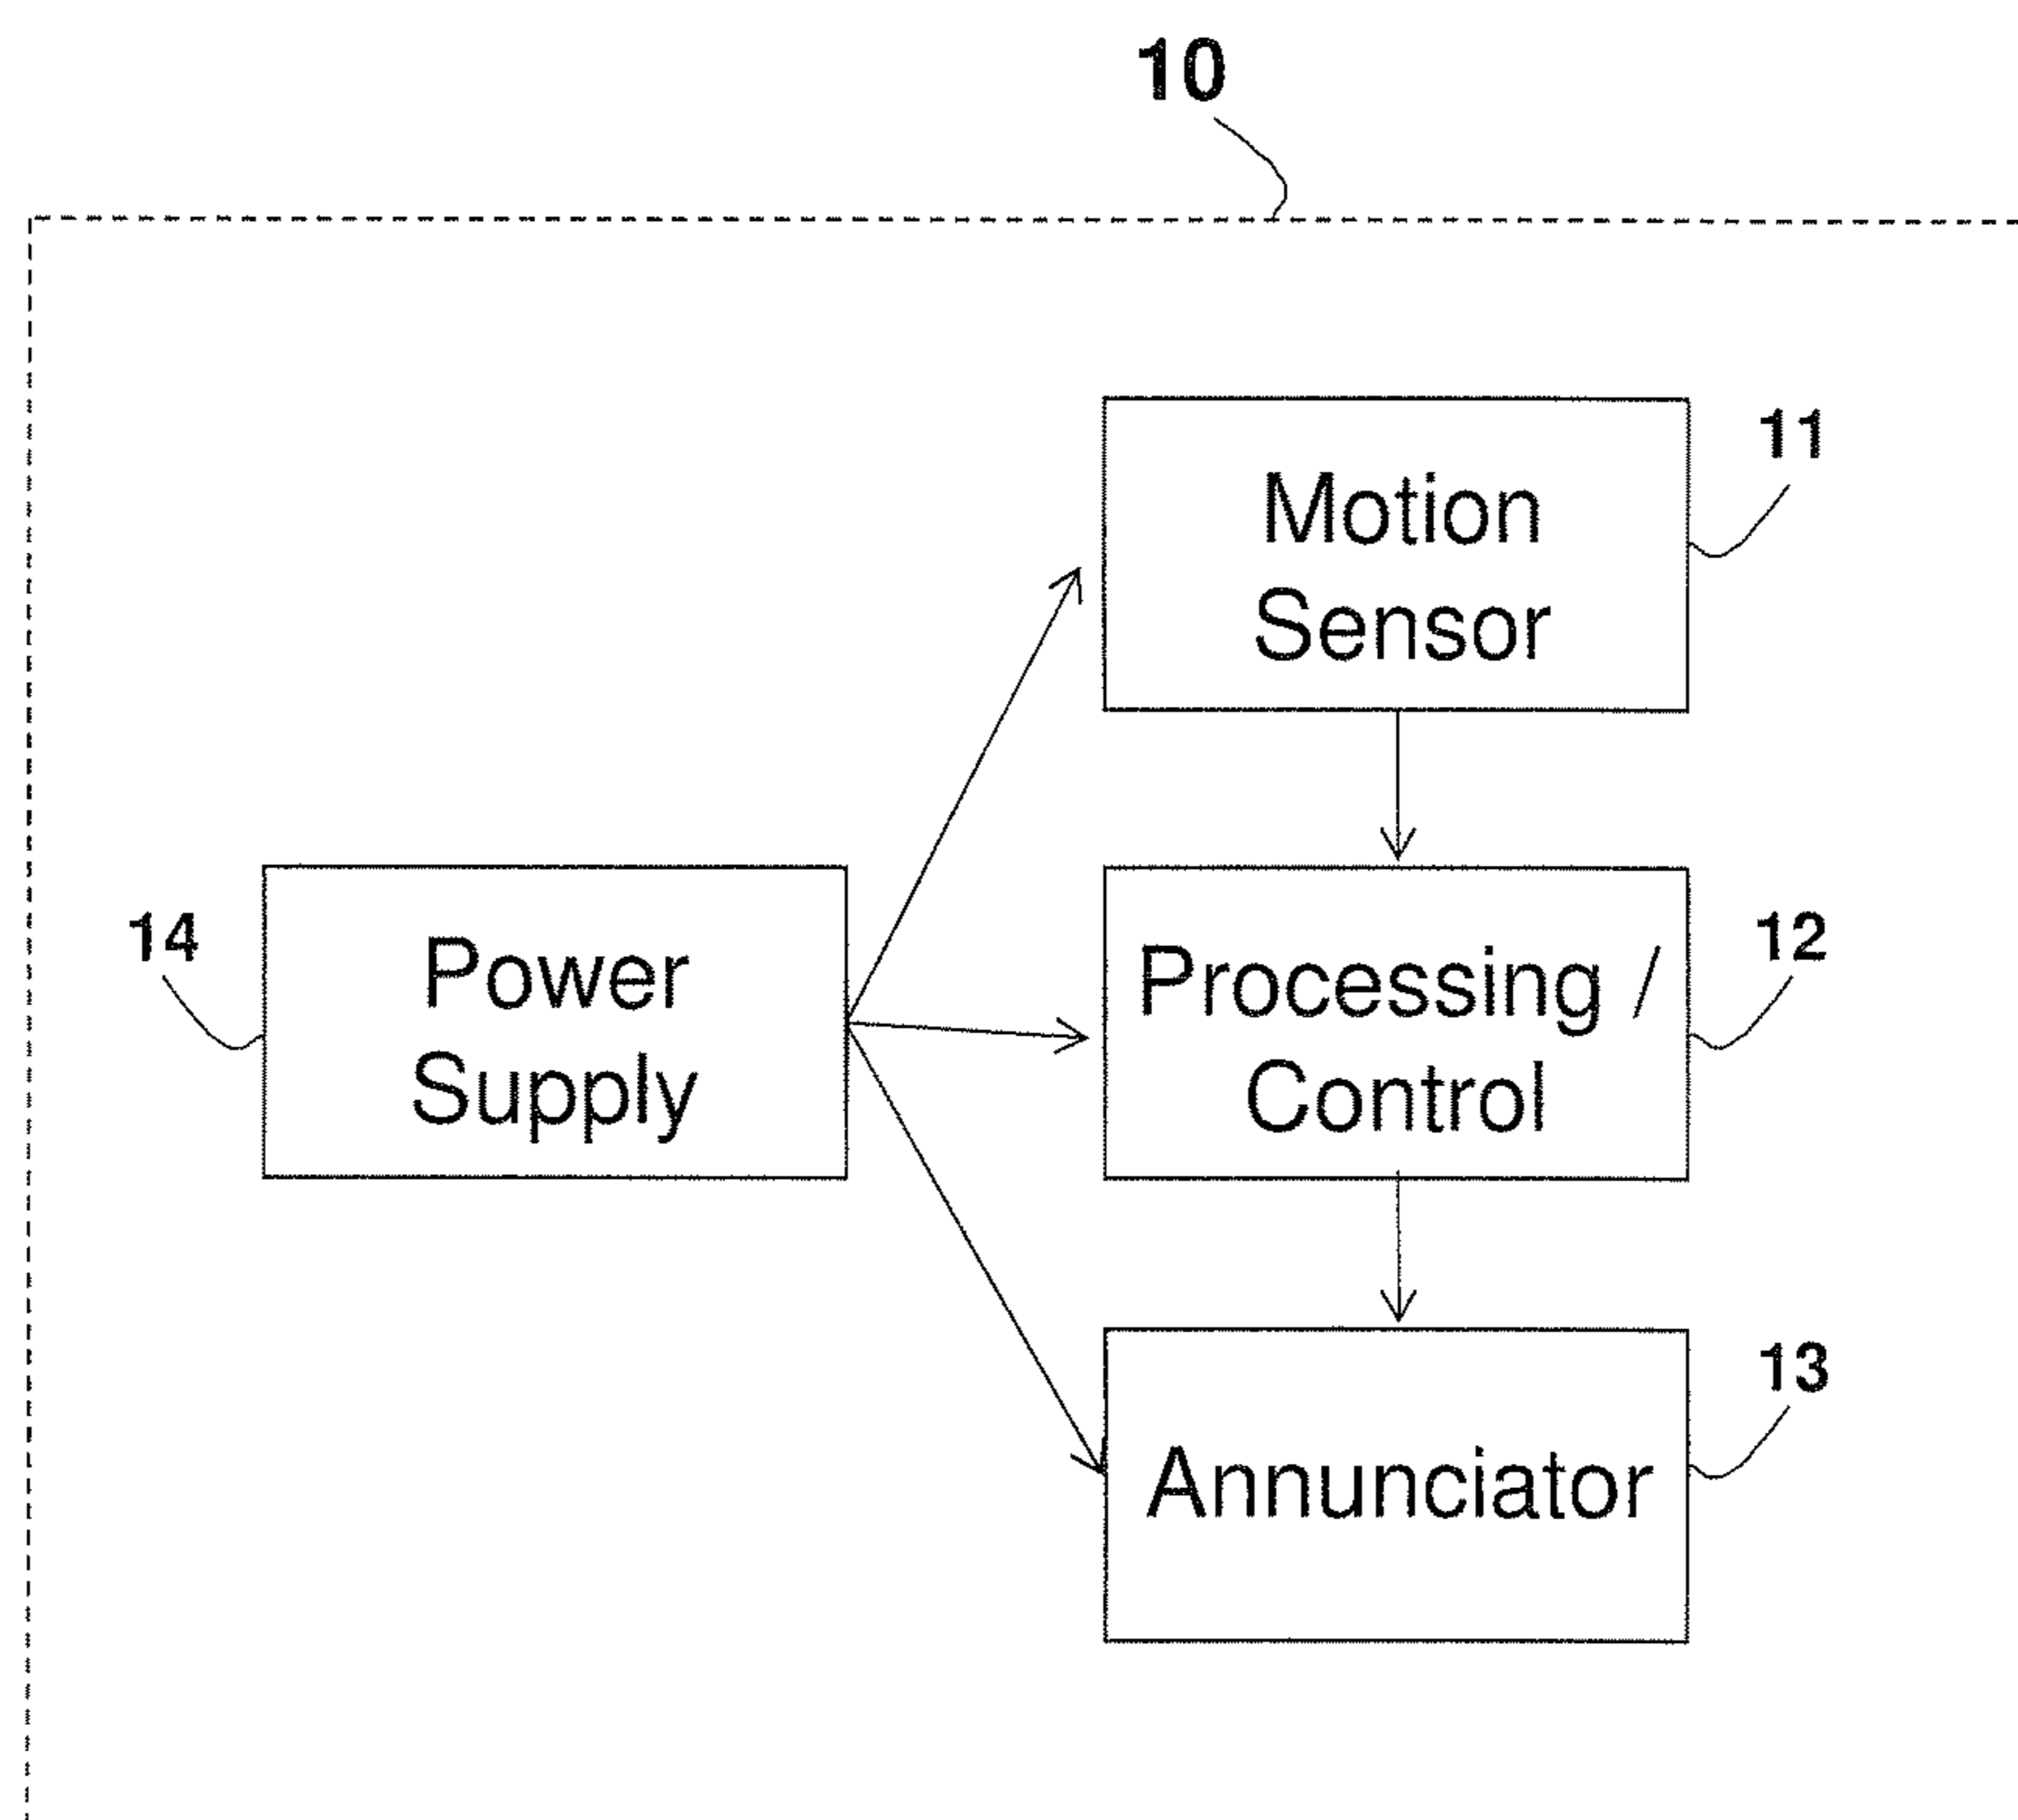 10
11
Motion
Sensor
14
Power
Supply
12
Processing /
Control
13
Annunciator